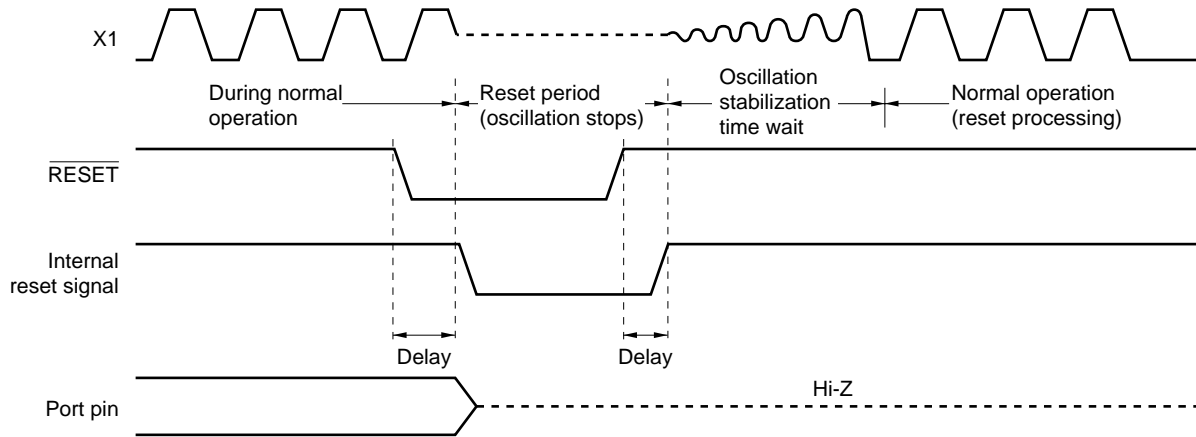 X1
During normal
operation
Reset period
(oscillation stops)
Oscillation
stabilization
time wait
Normal operation
(reset processing)
RESET
Internal
reset signal
Delay
Delay
Hi-Z
Port pin